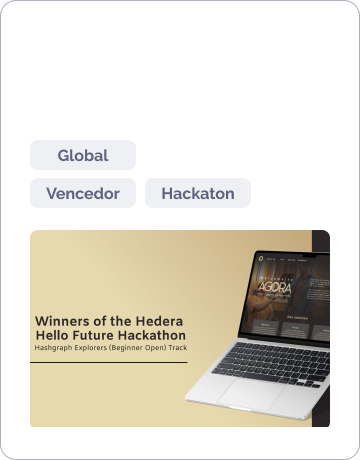 Global
Vencedor
Hackaton
Winners of the Hedera
Hello Future Hackathon
Hashgraph Explorers (Beginner Open) Track
AGORA